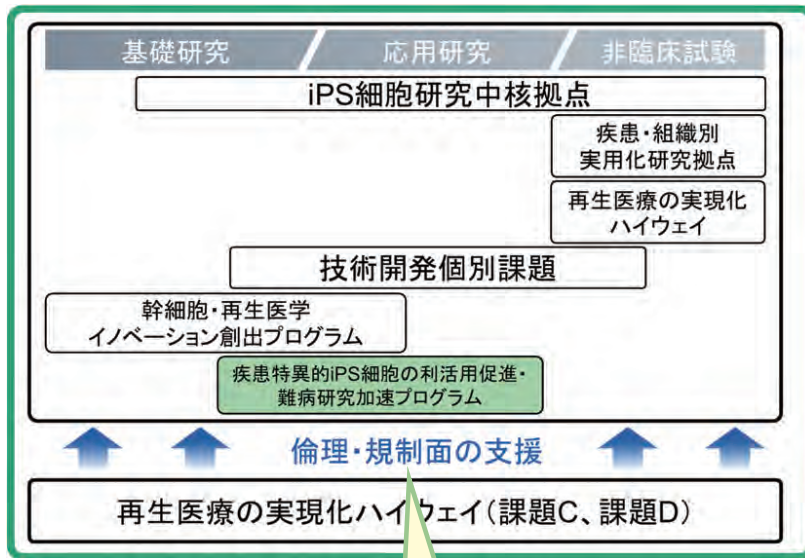 基礎研究
応用研究
非臨床試験
iPS細胞研究中核拠点
疾患・組織別
実用化研究拠点
再生医療の実現化
ハイウェイ
技術開発個別課題
幹細胞・再生医学
イノベーション創出プログラム
疾患特異的iPS細胞の利活用促進・
難病研究加速プログラム
倫理・規制面の支援
再生医療の実現化ハイウェイ(課題C、課題D)